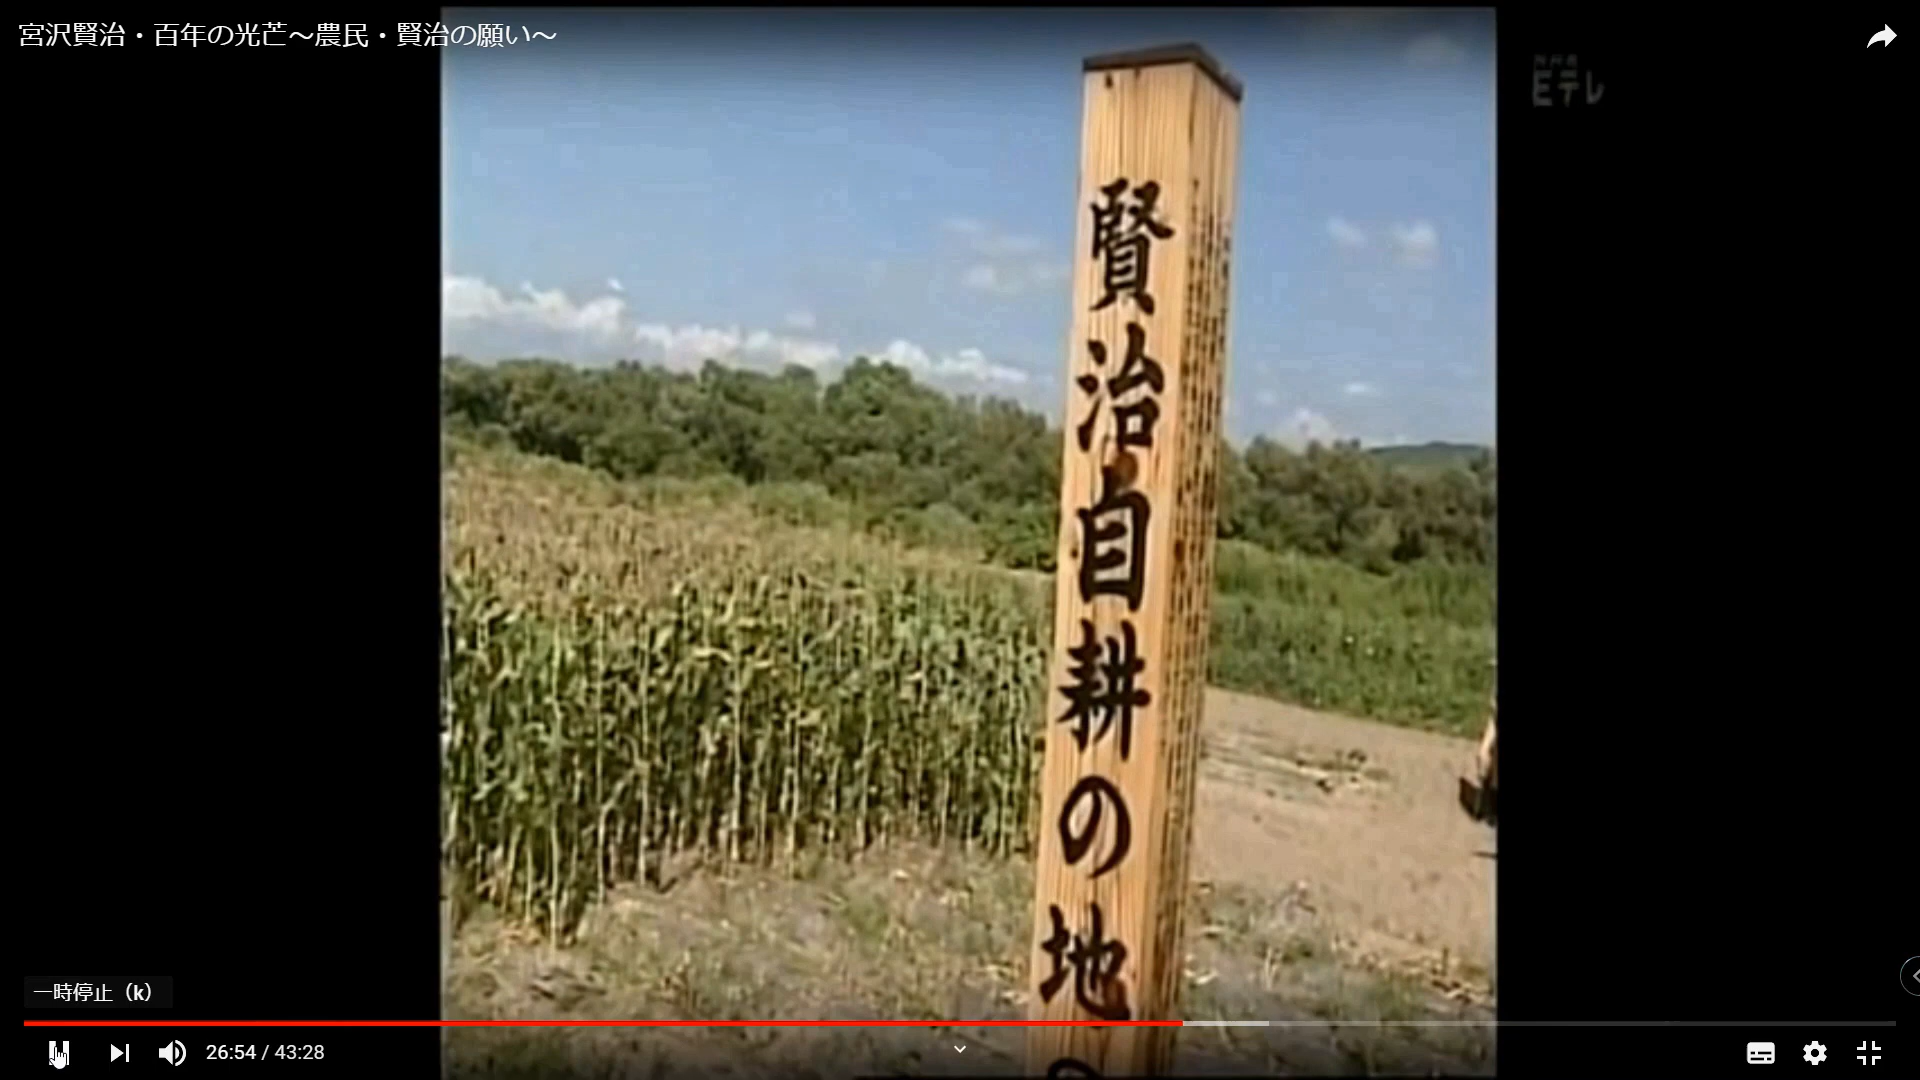 宮沢賢治・百年の光芒～農民・賢治の願い～
NHK
Eテレ
賢治自耕の地
一時停止（k）
26:54 / 43:28